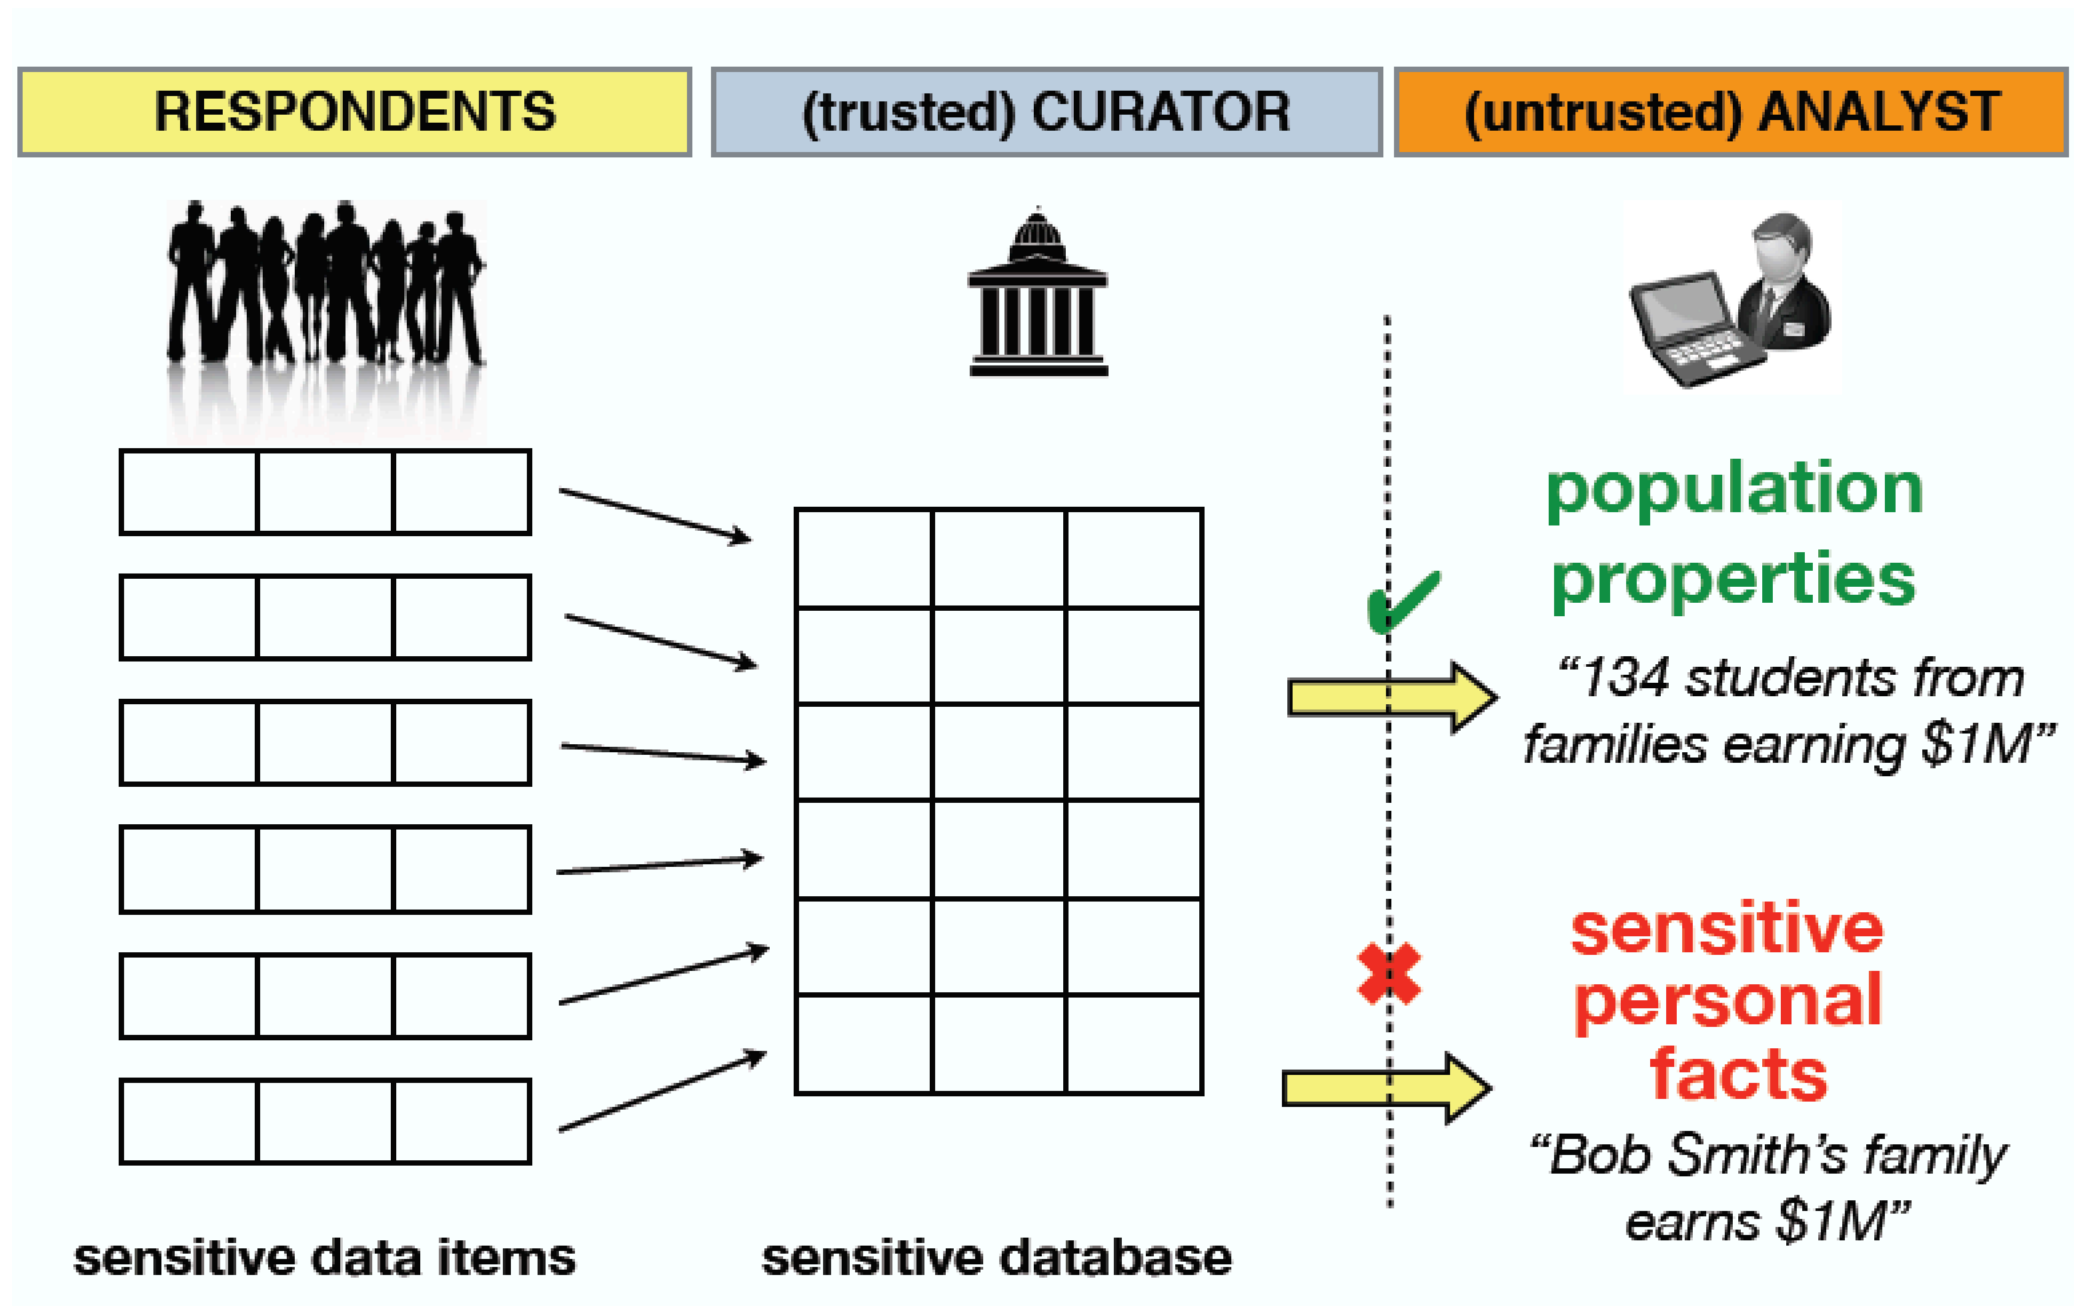 RESPONDENTS
(trusted) CURATOR
(untrusted) ANALYST
population
properties
“134 students from
families earning $1M”
sensitive
personal
facts
“Bob Smith’s family
earns $1M”
sensitive data items
sensitive database